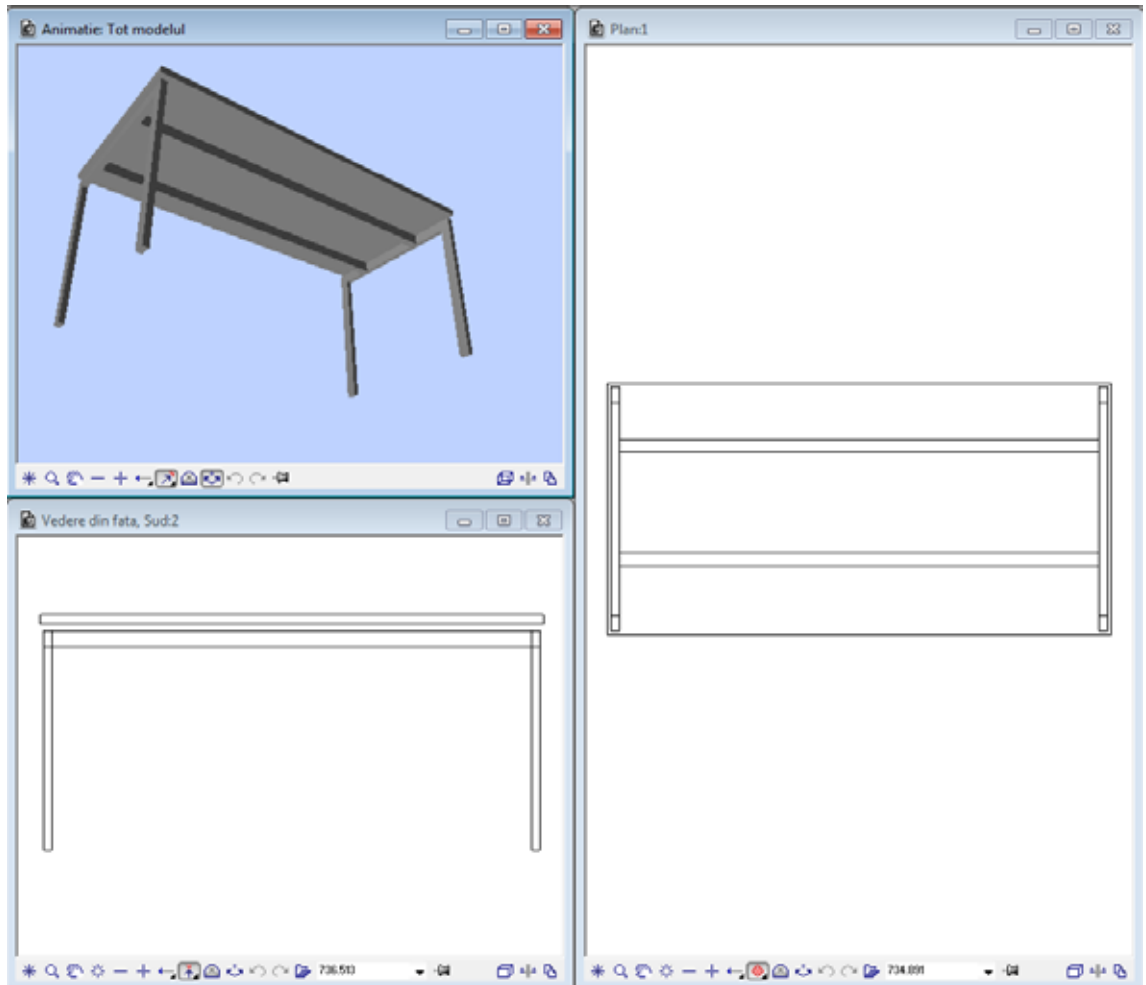 Animatie: Tot modelul
Plan:1
Vedere din fata, Sud:2
736.513
734.891